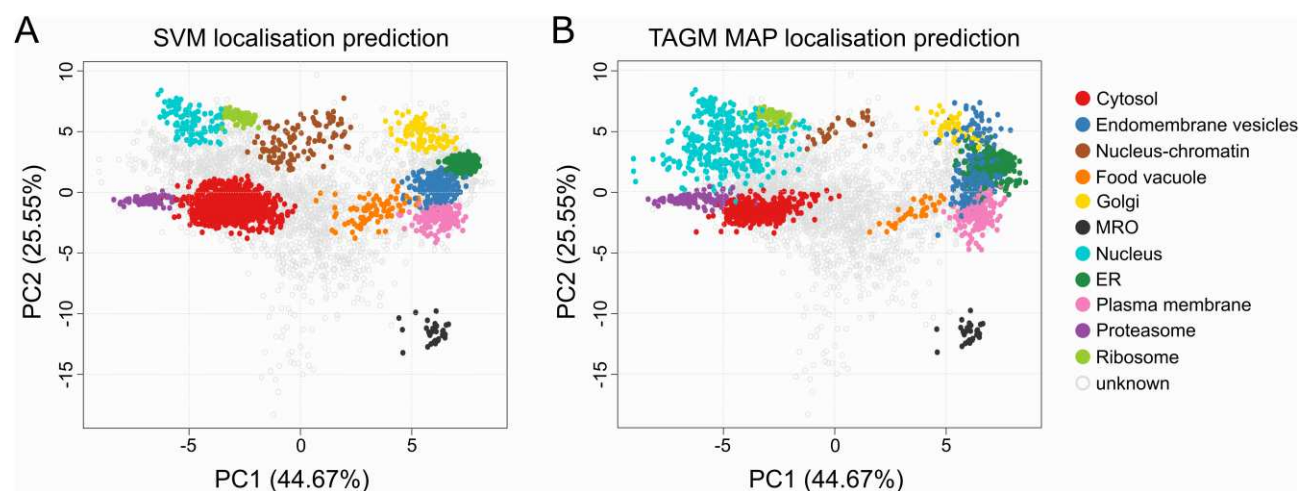 A
SVM localisation prediction
10
5
0
-5
-10
-15
PC2 (25.55%)
-5
0
5
PC1 (44.67%)
B
TAGM MAP localisation prediction
10
5
0
-5
-10
-15
PC2 (25.55%)
-5
0
5
PC1 (44.67%)
Cytosol
Endomembrane vesicles
Nucleus-chromatin
Food vacuole
Golgi
MRO
Nucleus
ER
Plasma membrane
Proteasome
Ribosome
unknown